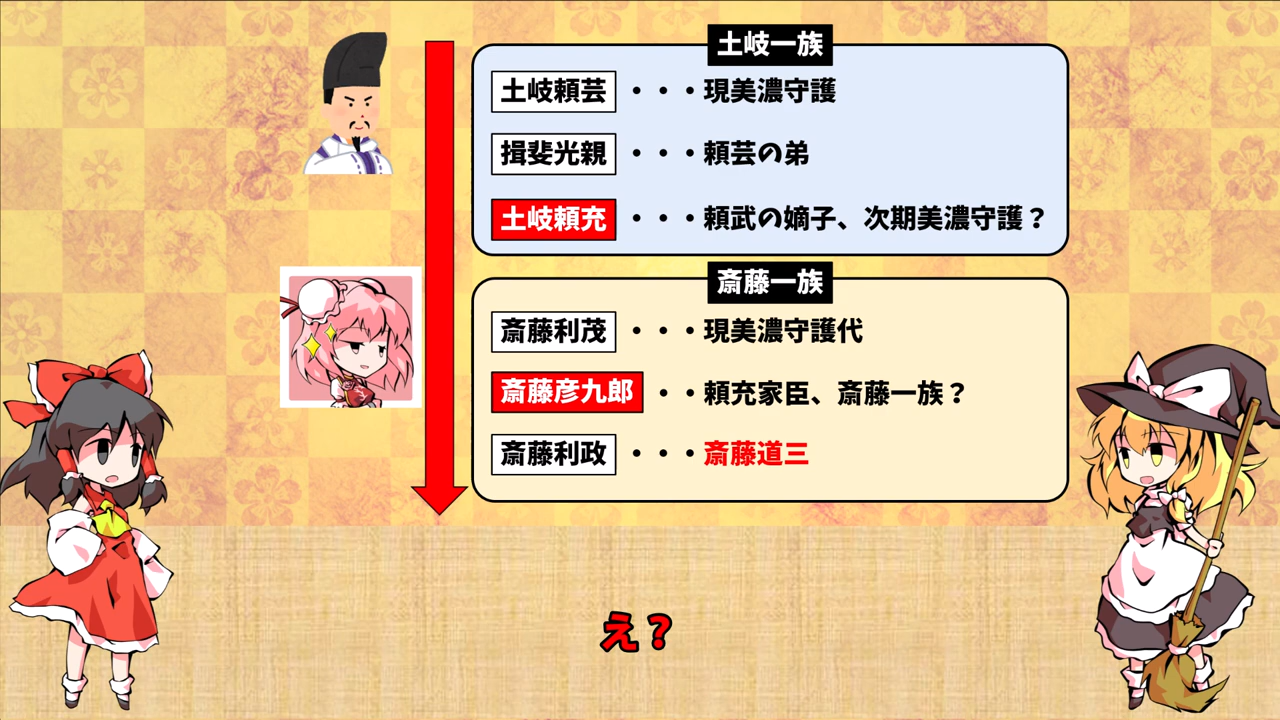 土岐一族
土岐頼芸・・・現美濃守護
揖斐光親・・・頼芸の弟
土岐頼充・・・頼武の嫡子、次期美濃守護？
斎藤一族
斎藤利茂・・・現美濃守護代
斎藤彦九郎・・頼充家臣、斎藤一族？
斎藤利政・・・斎藤道三
え？